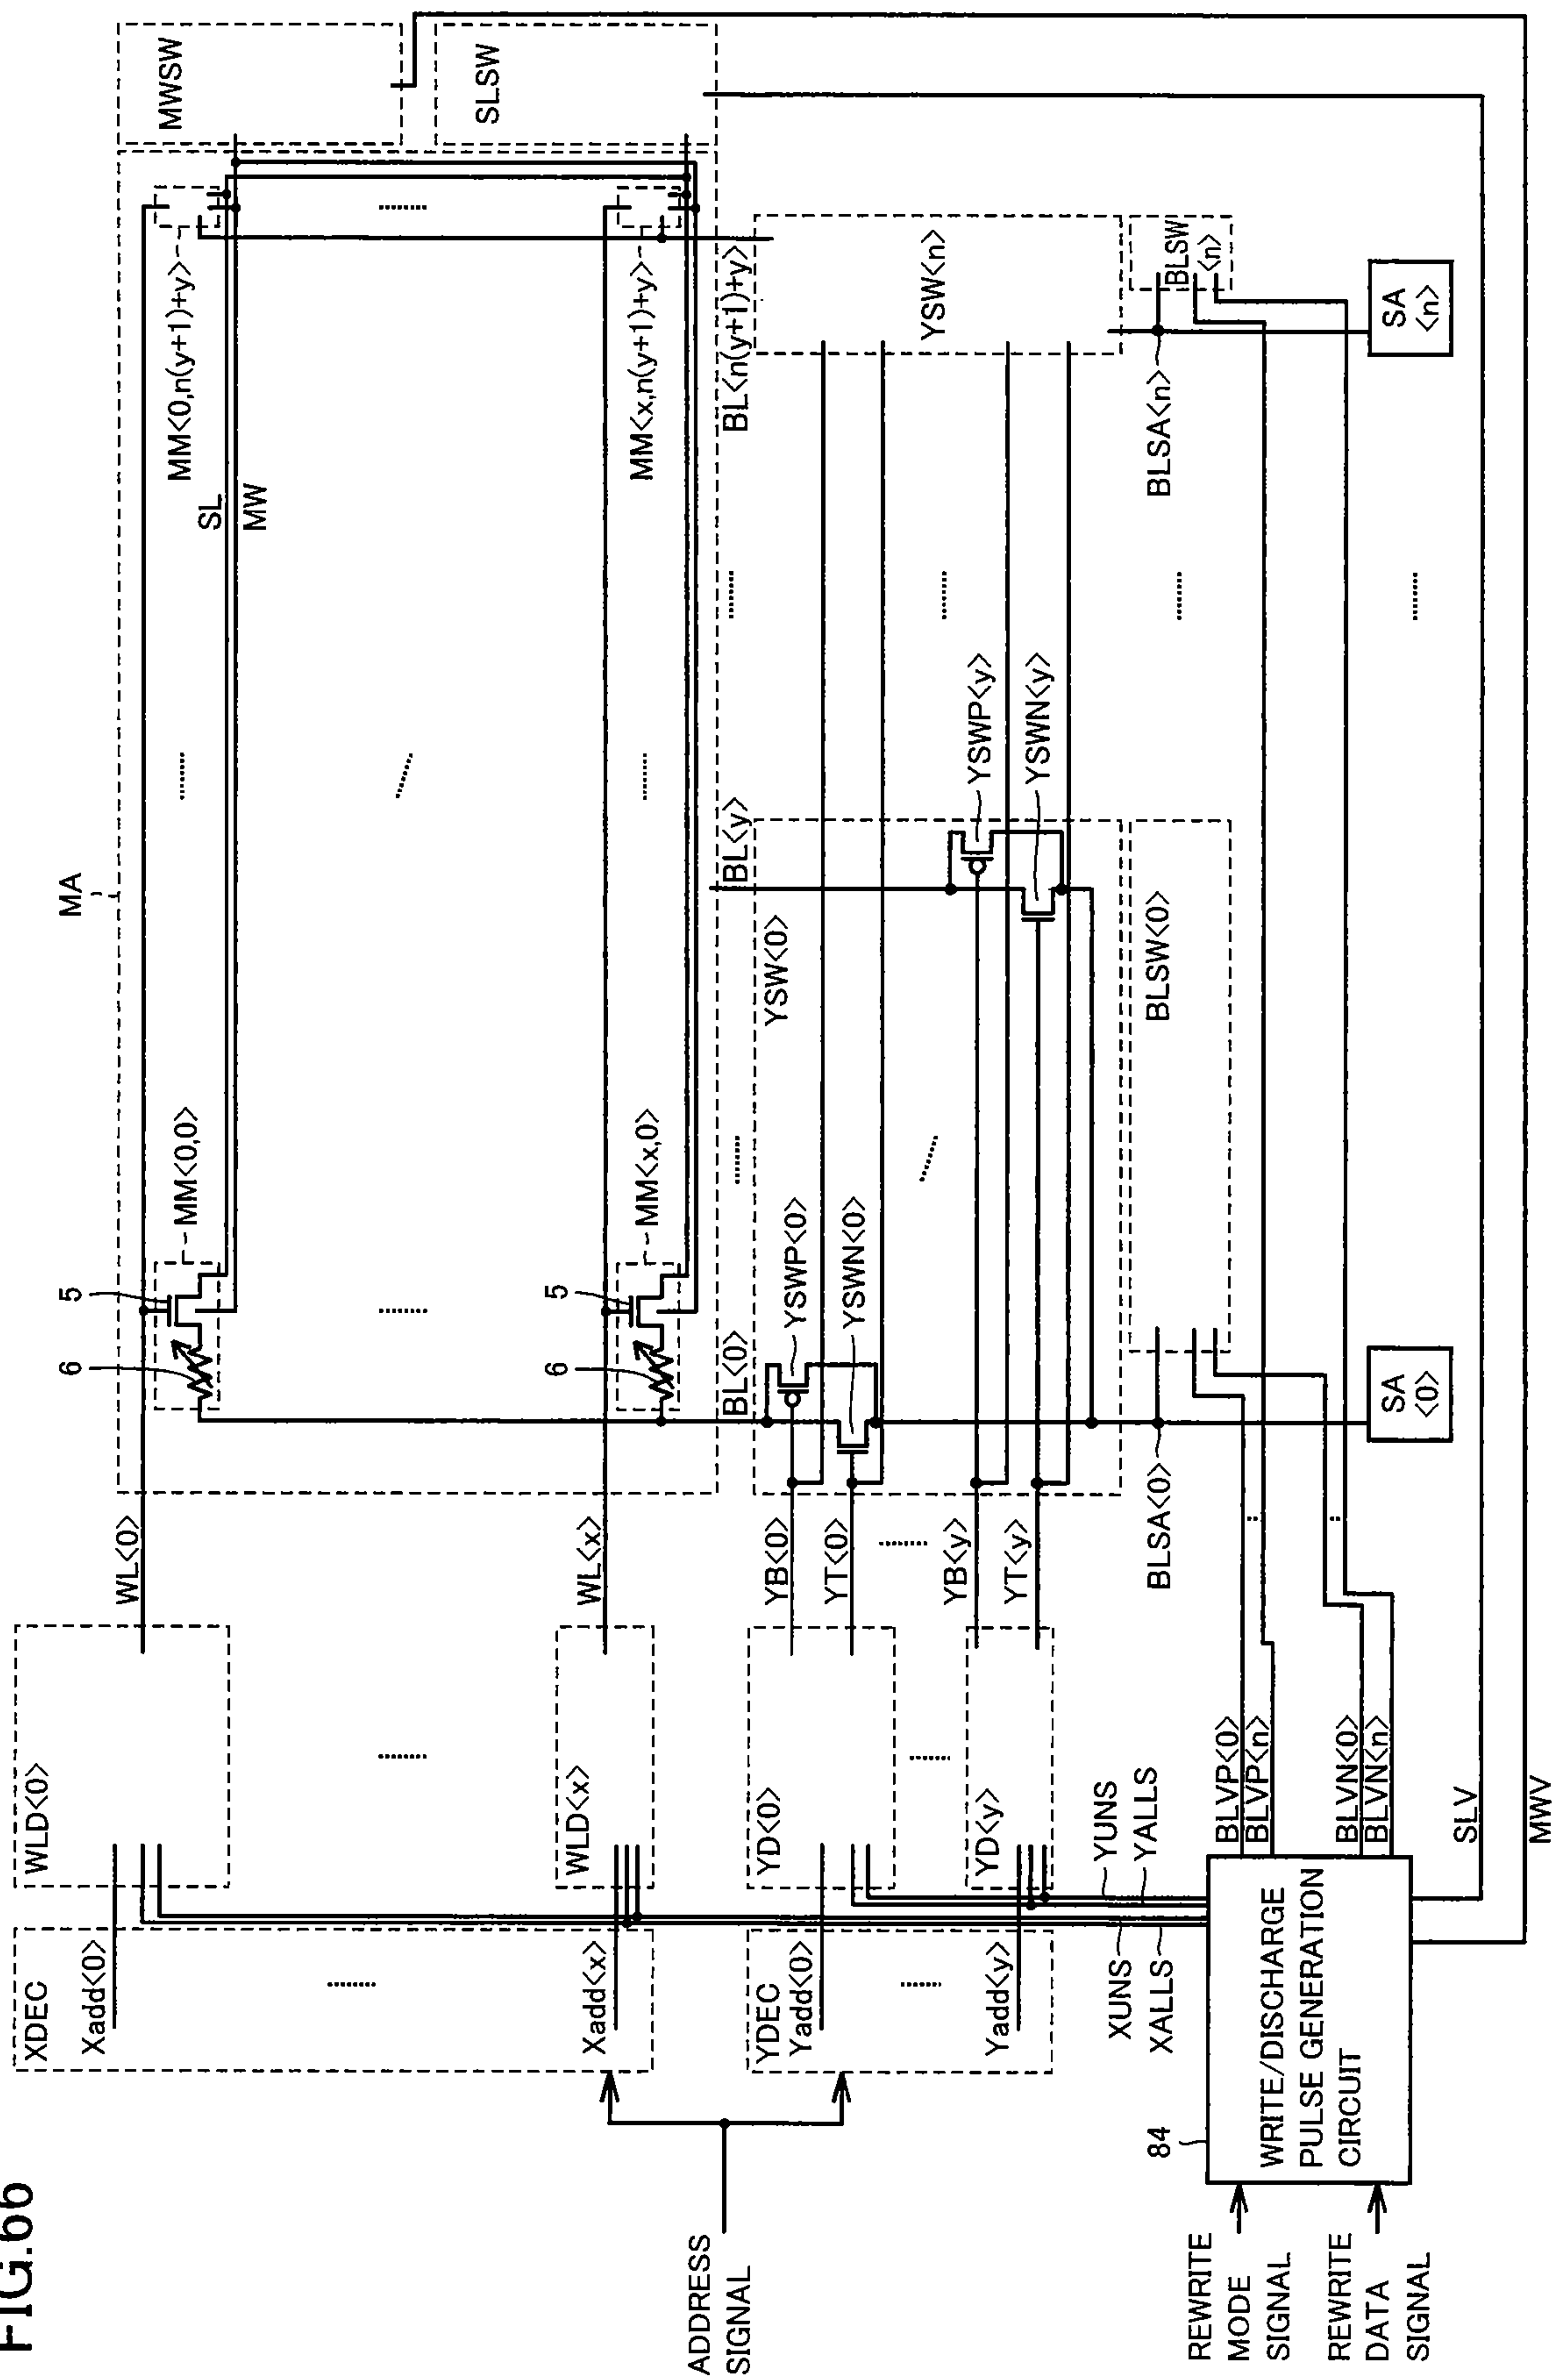 FIG.66
MA
MWSW
SLSW
WL<0>
5
6
MM<0,0>
MM<0,n(y+1)+y>
SL
MW
WLD<0>
XDEC
Xadd<0>
WL<x>
5
6
MM<x,0>
MM<x,n(y+1)+y>
WLD<x>
Xadd<x>
BL<0>
BL<y>
BL<n(y+1)+y>
YSW<0>
YSW<n>
YSWP<0>
YSWN<0>
YSWP<y>
YSWN<y>
YB<0>
YT<0>
YB<y>
YT<y>
YD<0>
YD<y>
YDEC
Yadd<0>
Yadd<y>
ADDRESS
SIGNAL
BLSW<0>
BLSW
<n>
BLSA<0>
BLSA<n>
SA
<0>
SA
<n>
YUNS
YALLS
XUNS
XALLS
BLVP<0>
BLVP<n>
BLVN<0>
BLVN<n>
SLV
MWV
84
WRITE/DISCHARGE
PULSE GENERATION
CIRCUIT
REWRITE
MODE
SIGNAL
REWRITE
DATA
SIGNAL